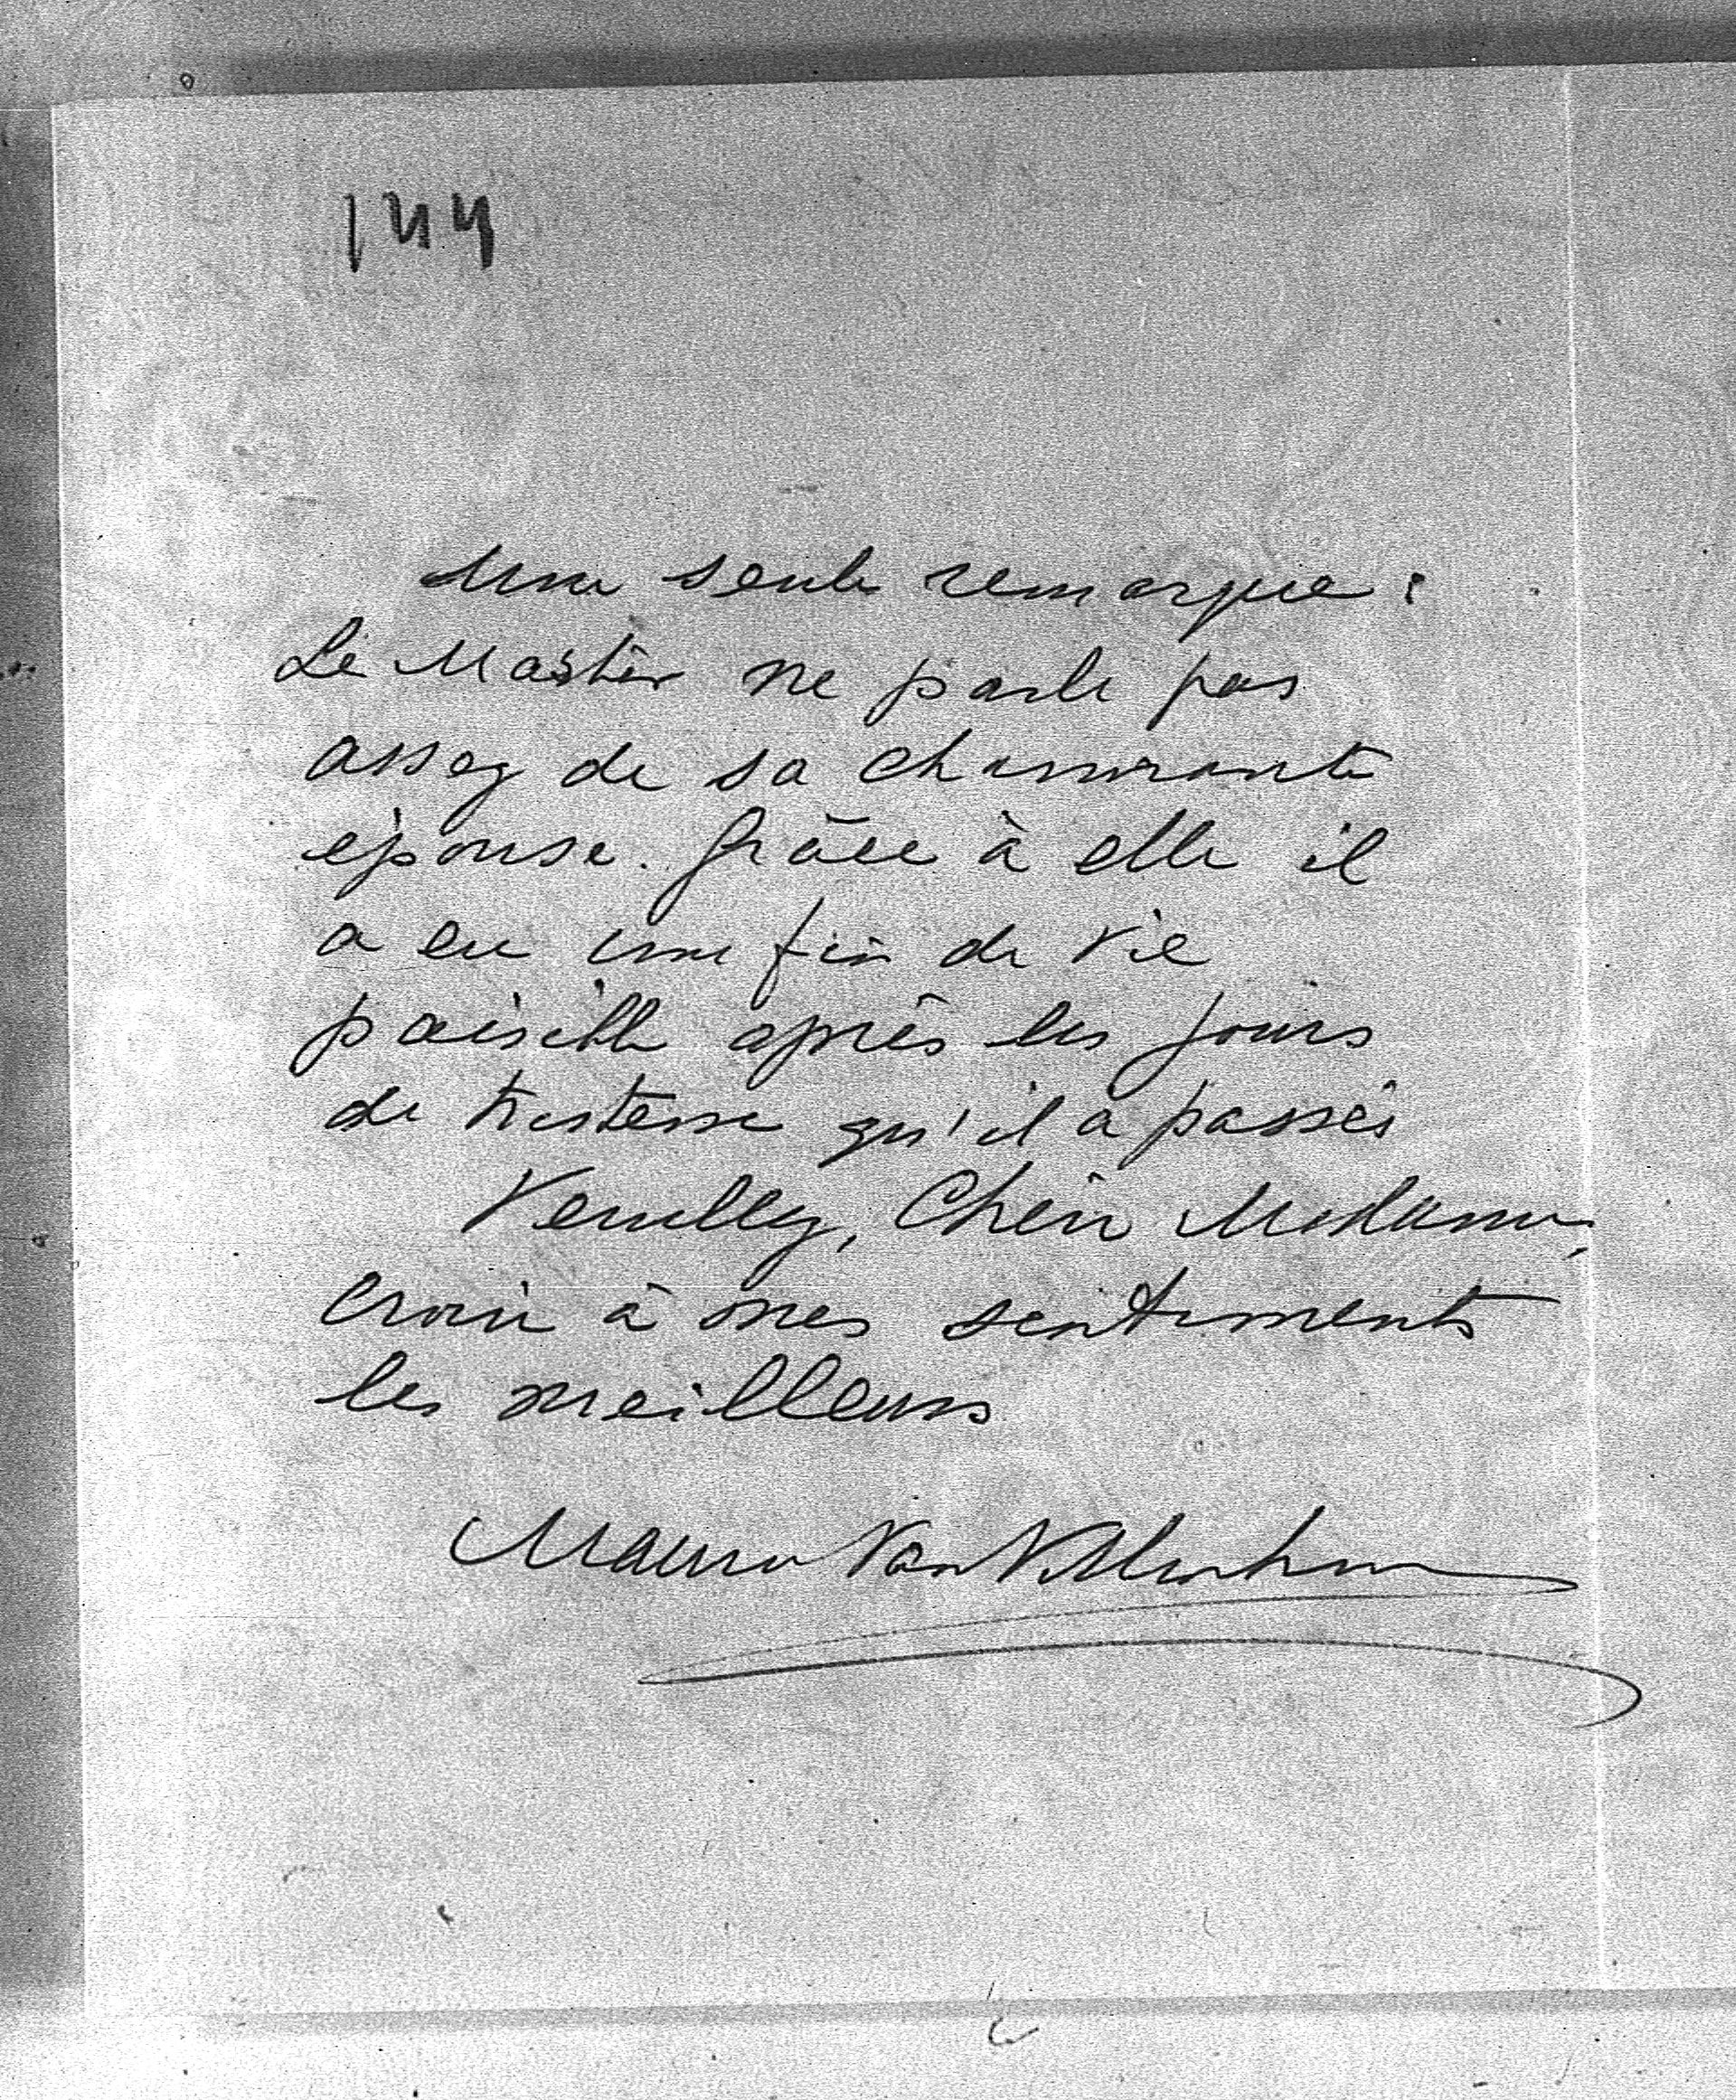 144
Une seule remarque :
Le Master ne parle pas
assez de sa charmante
épouse. Grâce à elle il
a eu une fin de vie
paisible après les jours
de tristesse qu'il a passés
Veuillez, Chère Madame,
croire à mes sentiments
les meilleurs
Van